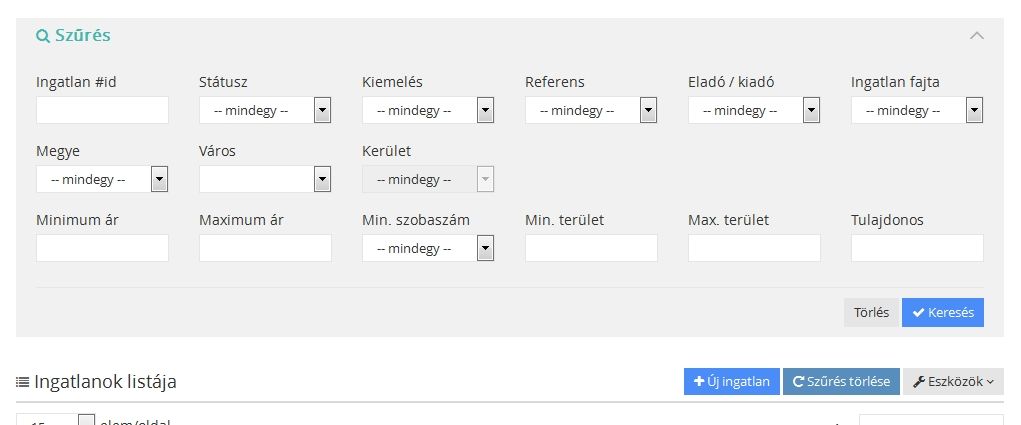 Szűrés
Ingatlan #id Státusz Kiemelés Referens Eladó / kiadó Ingatlan fajta
-- mindegy -- -- mindegy -- -- mindegy -- -- mindegy -- -- mindegy --
Megye Város Kerület
-- mindegy -- -- mindegy --
Minimum ár Maximum ár Min. szobaszám Min. terület Max. terület Tulajdonos
-- mindegy --
Törlés Keresés
Ingatlanok listája Új ingatlan Szűrés törlése Eszközök
15 elem/oldal